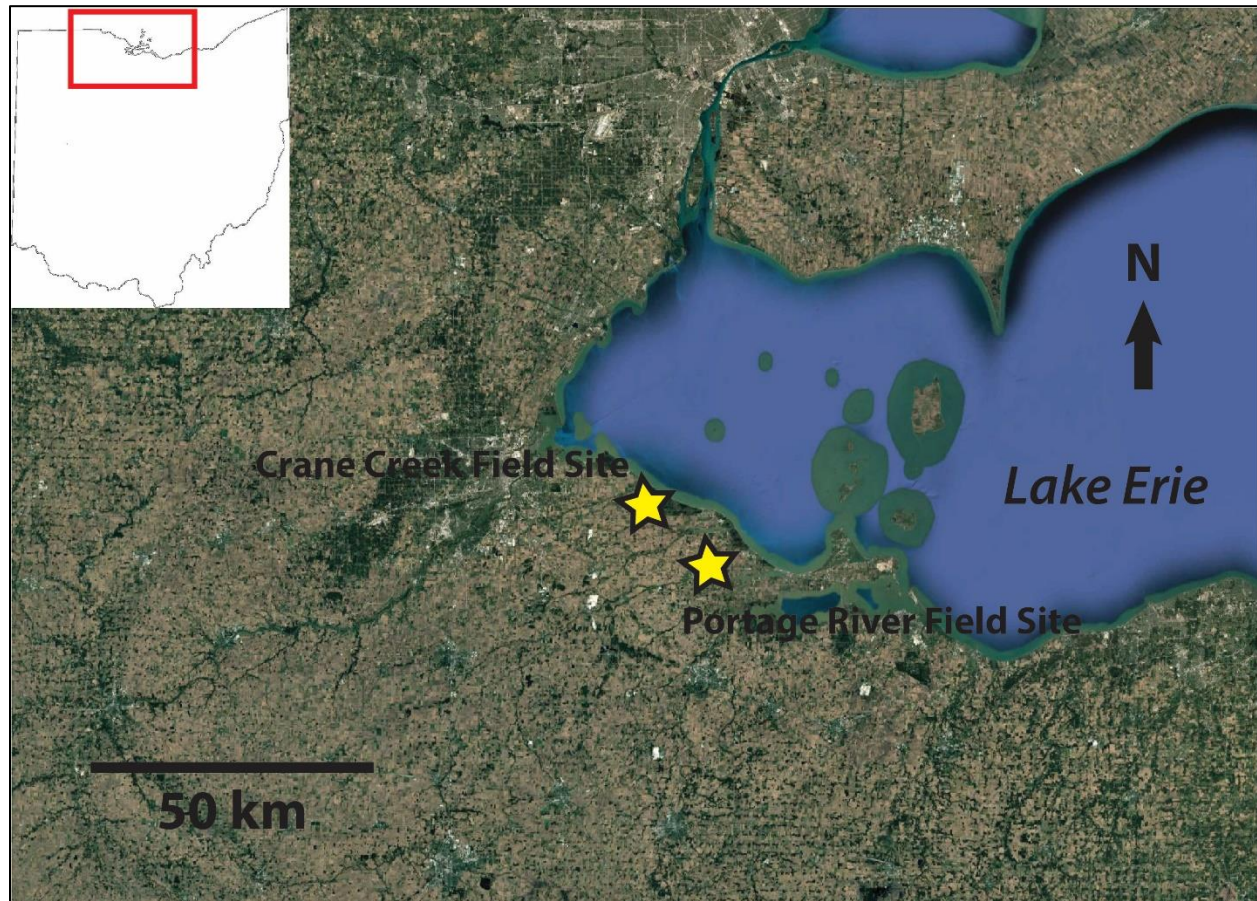 N
Crane Creek Field Site
Lake Erie
Portage River Field Site
50 km